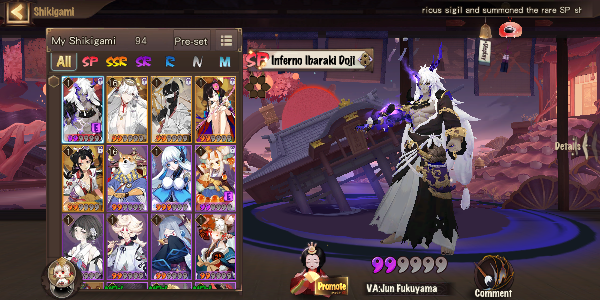 Shikigami
rious sigil and summoned the rare SP sh
My Shikigami 94
Pre-set
All SP SSR SR R N M
SP Inferno Ibaraki Doji
Details
Promote
VA:Jun Fukuyama
Comment